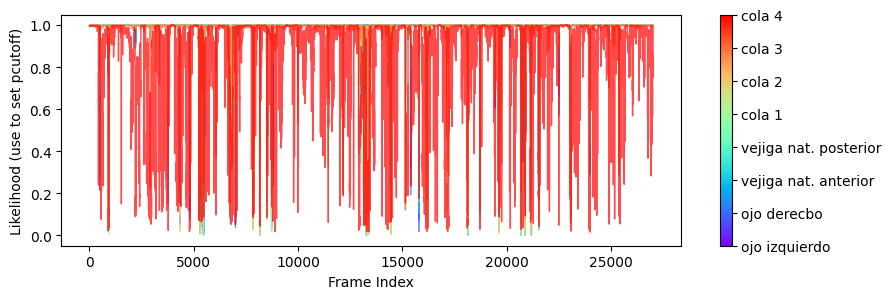 Likelihood (use to set pcutoff)
1.0
0.8
0.6
0.4
0.2
0.0
0
5000
10000
15000
20000
25000
Frame Index
cola 4
cola 3
cola 2
cola 1
vejiga nat. posterior
vejiga nat. anterior
ojo derecbo
ojo izquierdo